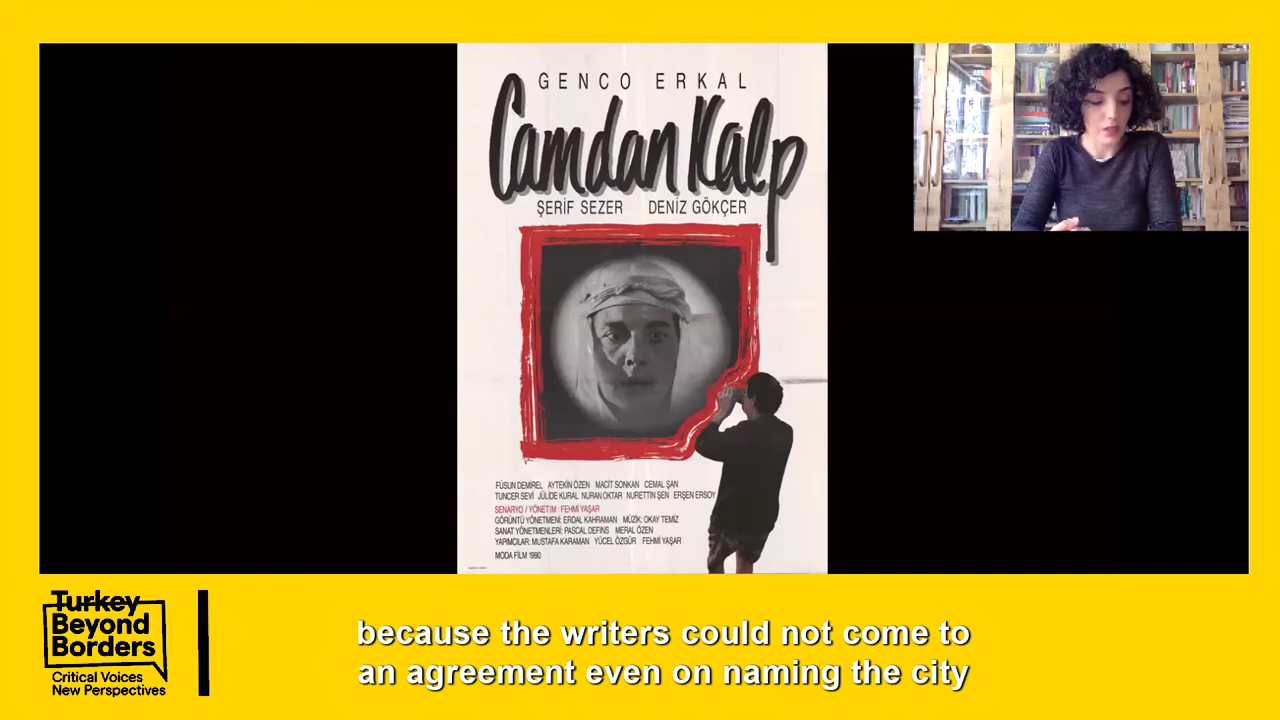 GENCO ERKAL
Camdan Kalp
ŞERİF SEZER DENİZ GÖKÇER
FÜSUN DEMİREL AYTEKİN ÖZEN MACİT SONKAN CEMAL ŞAN
TUNCER SEVİ JÜLİDE KURAL NURAN OKTAR NURETTİN ŞEN ERŞEN ERSOY
SENARYO / YÖNETİM : FEHMİ YAŞAR
GÖRÜNTÜ YÖNETMENİ: ERDAL KAHRAMAN MÜZİK: OKAY TEMİZ
SANAT YÖNETMENLERİ: PASCAL DEFINS MERAL ÖZEN
YAPIMCILAR: MUSTAFA KARAMAN YÜCEL ÖZGÜR FEHMİ YAŞAR
MODA FİLM 1990
Turkey
Beyond
Borders
Critical Voices
New Perspectives
because the writers could not come to
an agreement even on naming the city